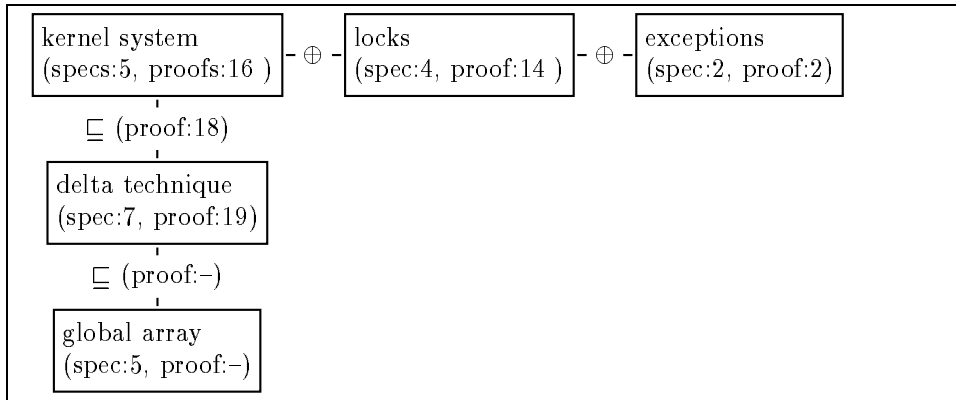 kernel system
(specs:5, proofs:16 )
⊕
locks
(spec:4, proof:14 )
⊕
exceptions
(spec:2, proof:2)
⊑ (proof:18)
delta technique
(spec:7, proof:19)
⊑ (proof:–)
global array
(spec:5, proof:–)